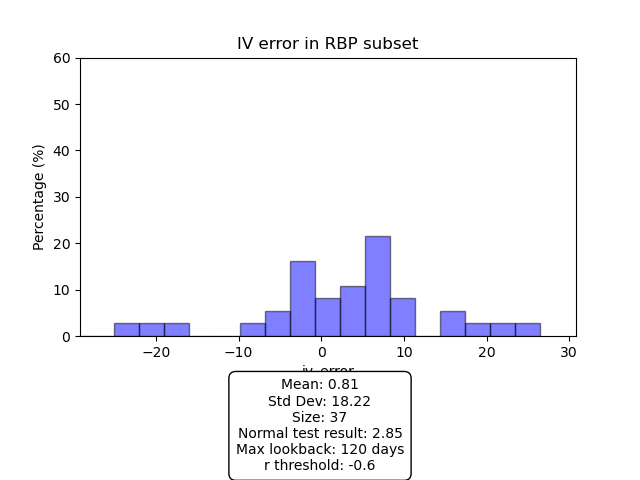 IV error in RBP subset
Percentage (%)
60
50
40
30
20
10
0
−20
−10
0
10
20
30
iv_error
Mean: 0.81
Std Dev: 18.22
Size: 37
Normal test result: 2.85
Max lookback: 120 days
r threshold: -0.6